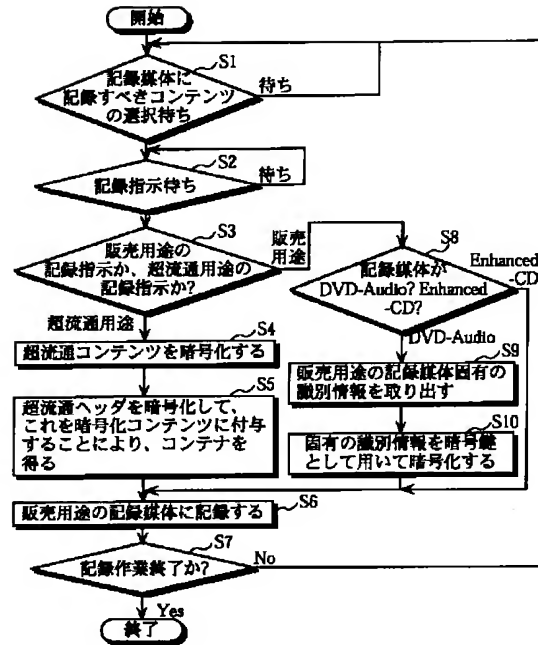 開始
S1
記録媒体に
記録すべきコンテンツ
の選択待ち
待ち
S2
記録指示待ち
待ち
S3
販売用途の
記録指示か、超流通用途の
記録指示か?
販売
用途
超流通用途
S8
記録媒体が
DVD-Audio? Enhanced
-CD?
Enhanced
-CD
DVD-Audio
S4
超流通コンテンツを暗号化する
S5
超流通ヘッダを暗号化して、
これを暗号化コンテンツに付与
することにより、コンテナを
得る
S9
販売用途の記録媒体固有の
識別情報を取り出す
S10
固有の識別情報を暗号鍵
として用いて暗号化する
S6
販売用途の記録媒体に記録する
S7
記録作業終了か?
No
Yes
終了